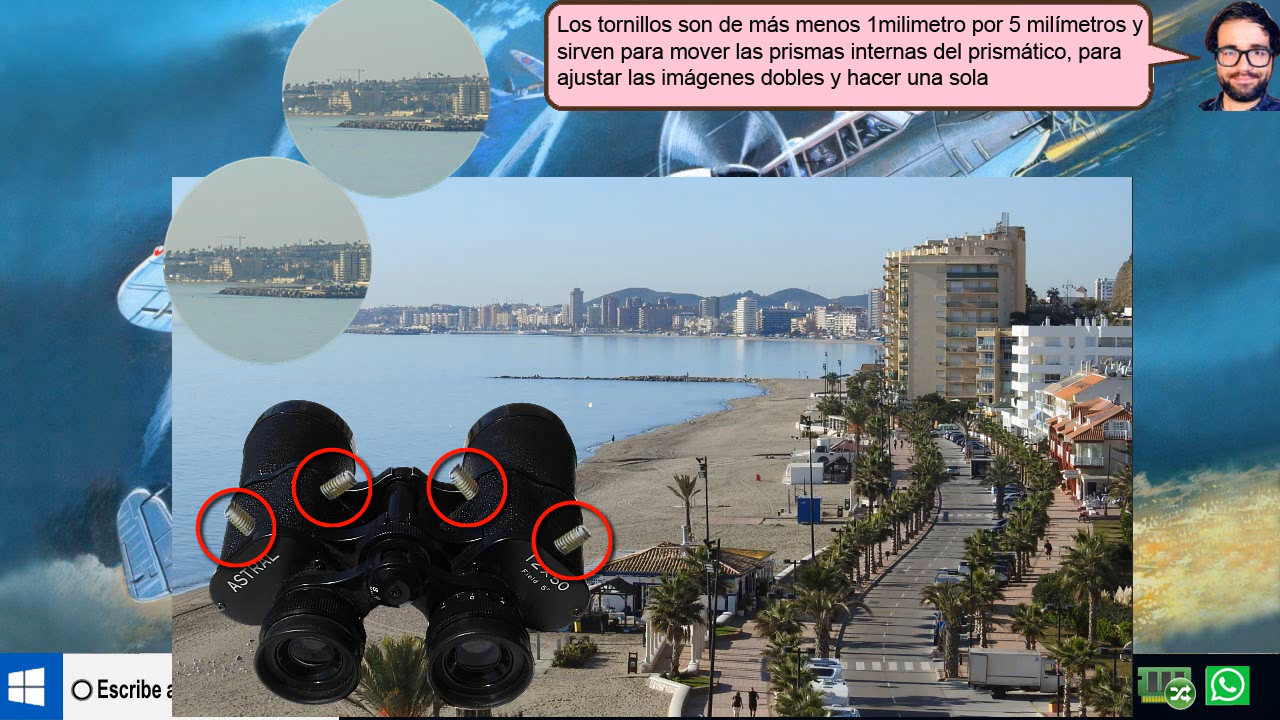 Los tornillos son de más menos 1milimetro por 5 milímetros y
sirven para mover las prismas internas del prismático, para
ajustar las imágenes dobles y hacer una sola
ASTRAL
12x50
Field 5°
Escribe a